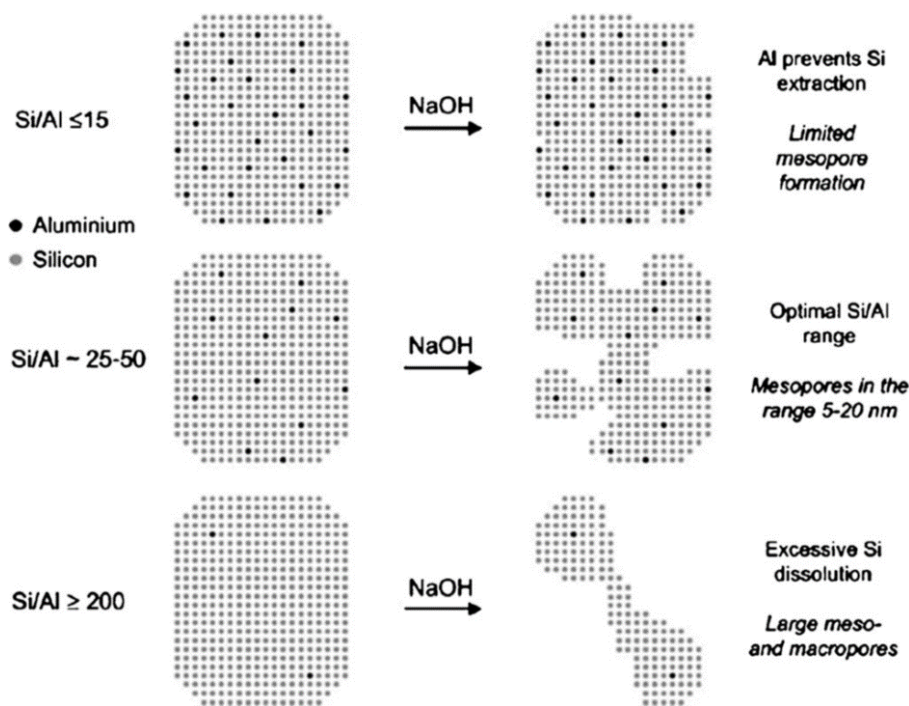 Si/Al ≤15
NaOH
Al prevents Si
extraction
Limited
mesopore
formation
Aluminium
Silicon
Si/Al ~ 25-50
NaOH
Optimal Si/Al
range
Mesopores in the
range 5-20 nm
Si/Al ≥ 200
NaOH
Excessive Si
dissolution
Large meso-
and macropores